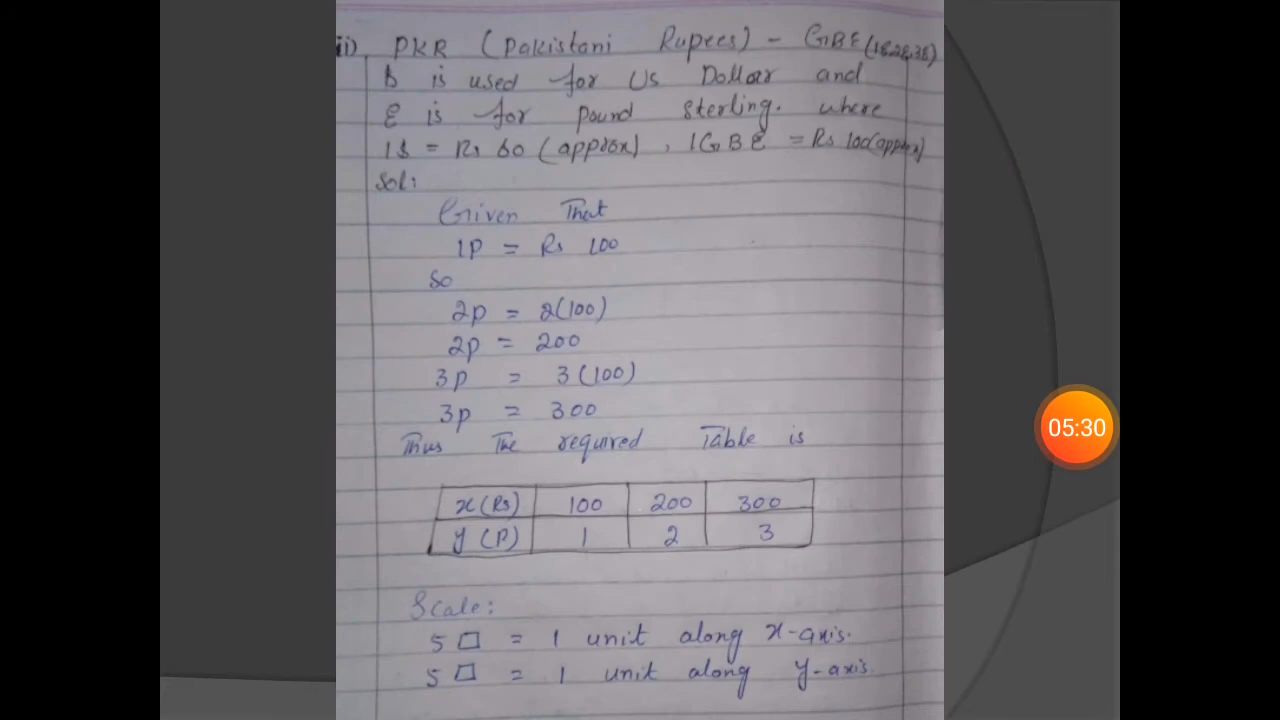 ii) PKR (Pakistani Rupees) - GBE (1£,2£,3£)
$ is used for Us Dollar and
£ is for pound sterling. where
1$ = Rs 60 (approx), 1GBE = Rs 100(approx)
Sol:
Given That
1P = Rs 100
So
2p = 2(100)
2p = 200
3p = 3(100)
3p = 300
Thus The required Table is
x(Rs) 100 200 300
y (P) 1 2 3
Scale:
5 □ = 1 unit along x-axis.
5 □ = 1 unit along y-axis
05:30